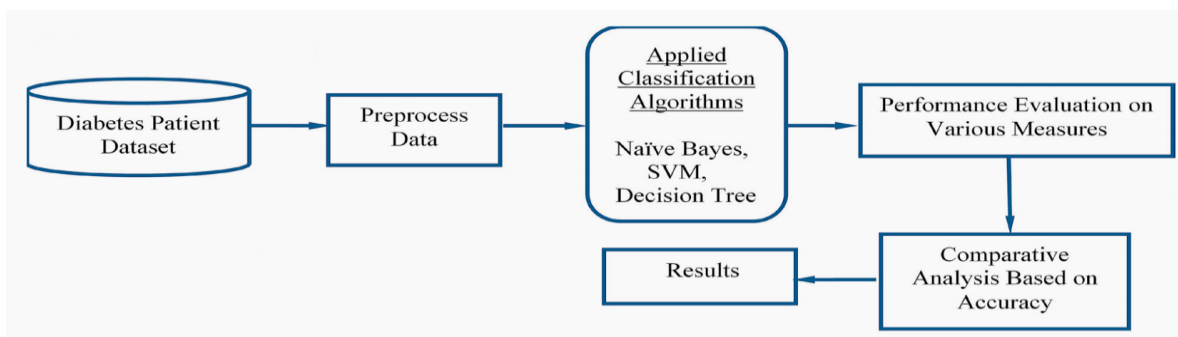 Diabetes Patient
Dataset
Preprocess
Data
Applied
Classification
Algorithms
Naïve Bayes,
SVM,
Decision Tree
Performance Evaluation on
Various Measures
Comparative
Analysis Based on
Accuracy
Results